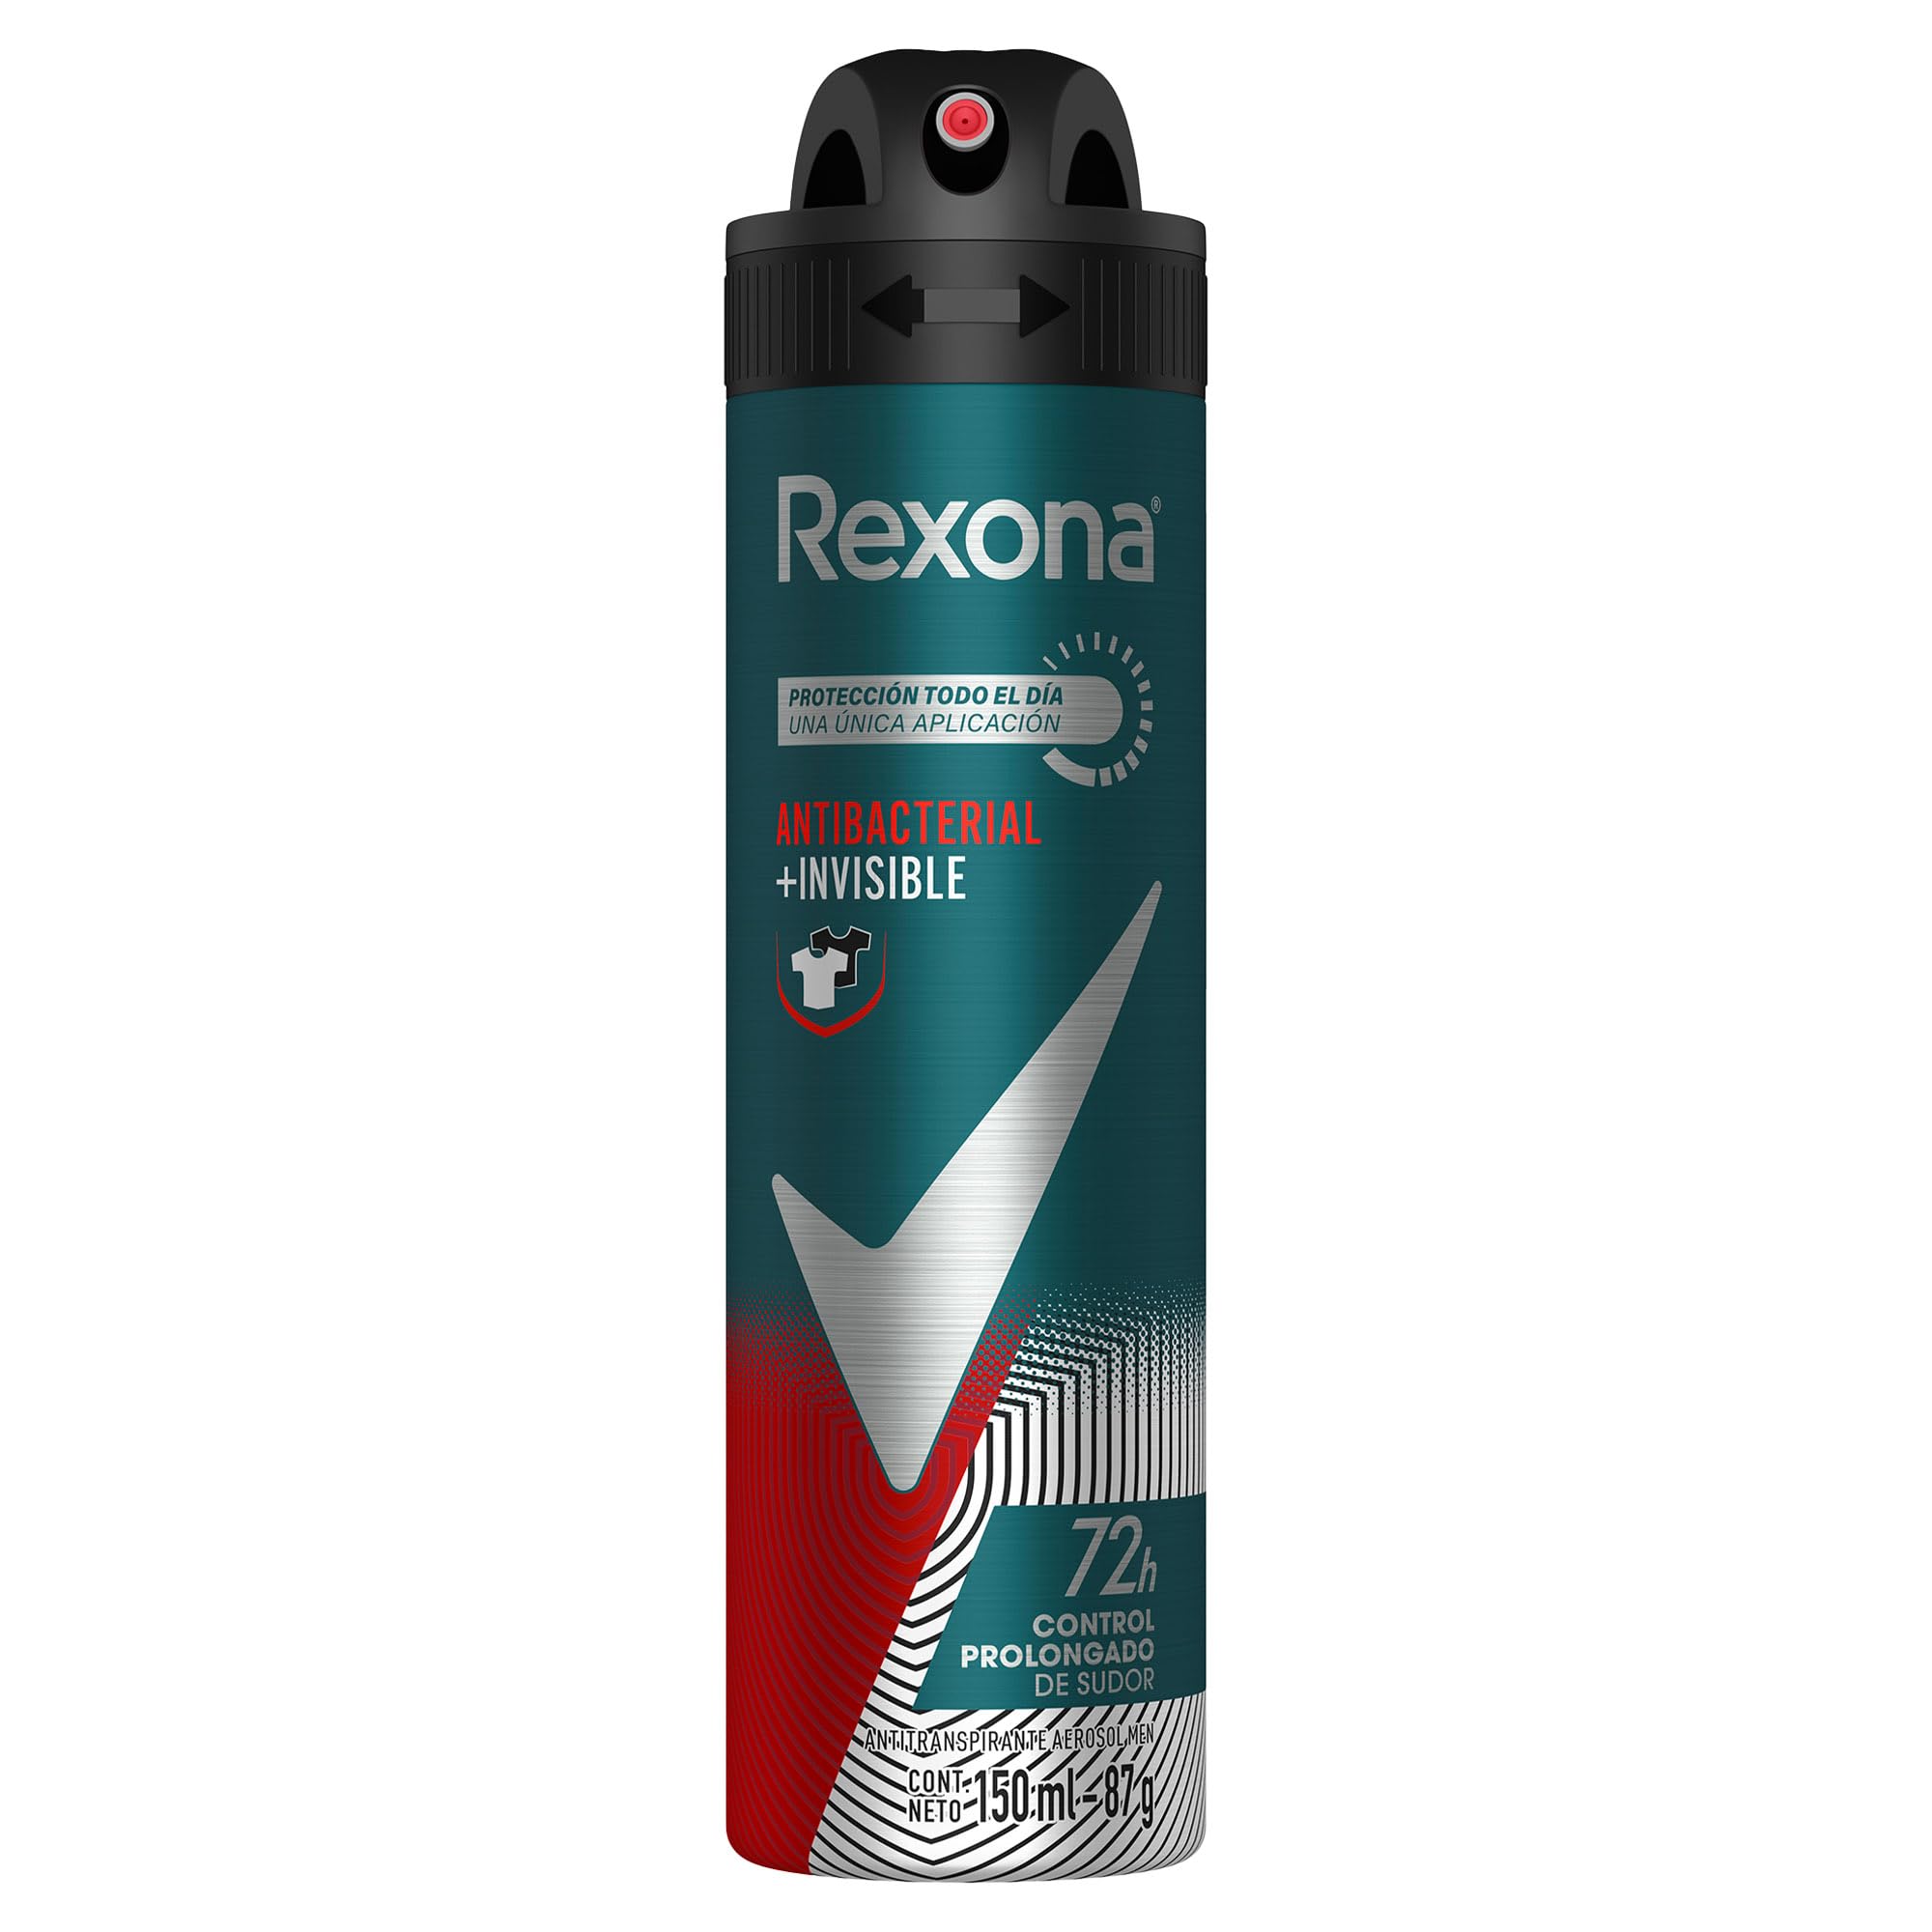 Rexona®
PROTECCIÓN TODO EL DÍA
UNA ÚNICA APLICACIÓN
ANTIBACTERIAL
+INVISIBLE
72h
CONTROL
PROLONGADO
DE SUDOR
ANTITRANSPIRANTE AEROSOL MEN
CONT. NETO 150 ml - 87 g